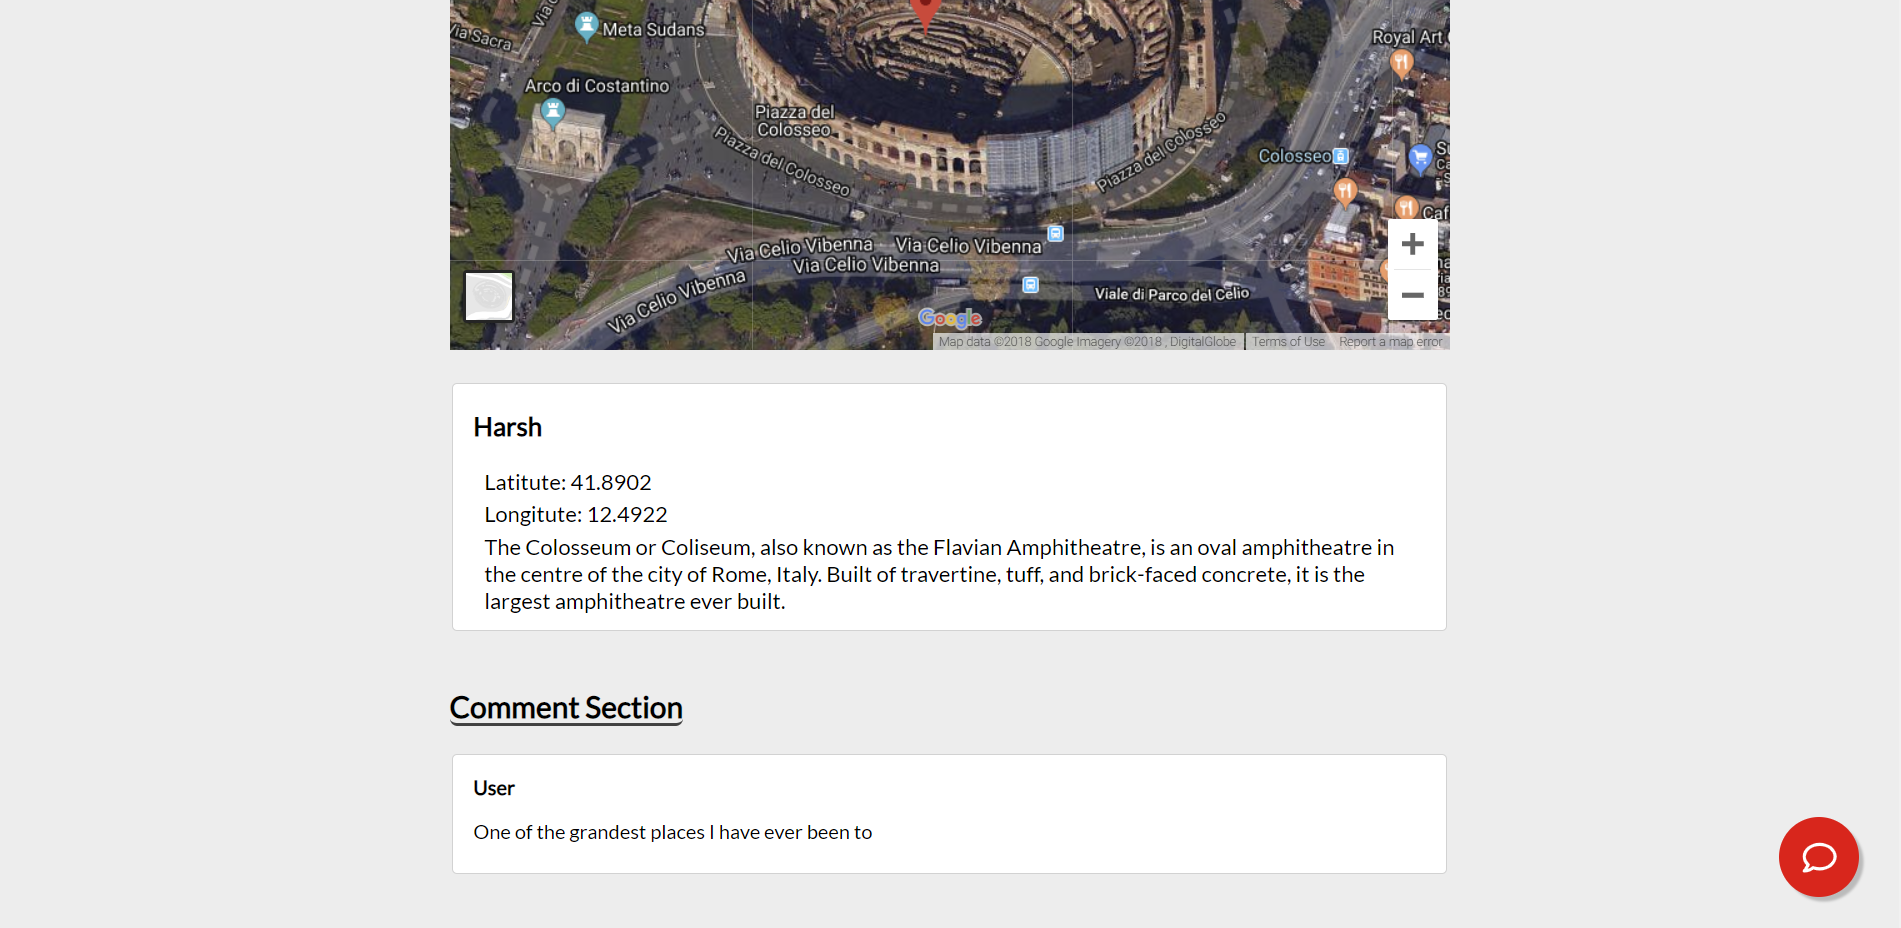 Via Sacra
Via
Meta Sudans
Royal Art
Arco di Costantino
Piazza del
Colosseo
Piazza del Colosseo
Piazza del Colosseo
Colosseo
Caf
Via Celio Vibenna
Via Celio Vibenna
Via Celio Vibenna
Via Celio Vibenna
Viale di Parco del Celio
Google
Map data ©2018 Google Imagery ©2018 , DigitalGlobe
Terms of Use
Report a map error
Harsh
Latitute: 41.8902
Longitute: 12.4922
The Colosseum or Coliseum, also known as the Flavian Amphitheatre, is an oval amphitheatre in
the centre of the city of Rome, Italy. Built of travertine, tuff, and brick-faced concrete, it is the
largest amphitheatre ever built.
Comment Section
User
One of the grandest places I have ever been to